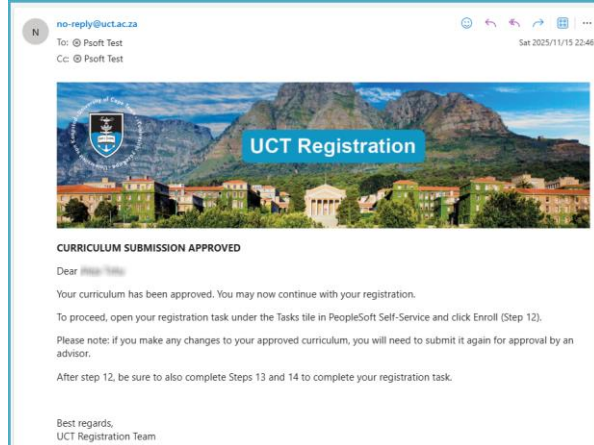 N
no-reply@uct.ac.za
To: Psoft Test
Sat 2025/11/15 22:46
Cc: Psoft Test
UCT Registration
CURRICULUM SUBMISSION APPROVED
Dear
Your curriculum has been approved. You may now continue with your registration.
To proceed, open your registration task under the Tasks tile in PeopleSoft Self-Service and click Enroll (Step 12).
Please note: if you make any changes to your approved curriculum, you will need to submit it again for approval by an
advisor.
After step 12, be sure to also complete Steps 13 and 14 to complete your registration task.
Best regards,
UCT Registration Team